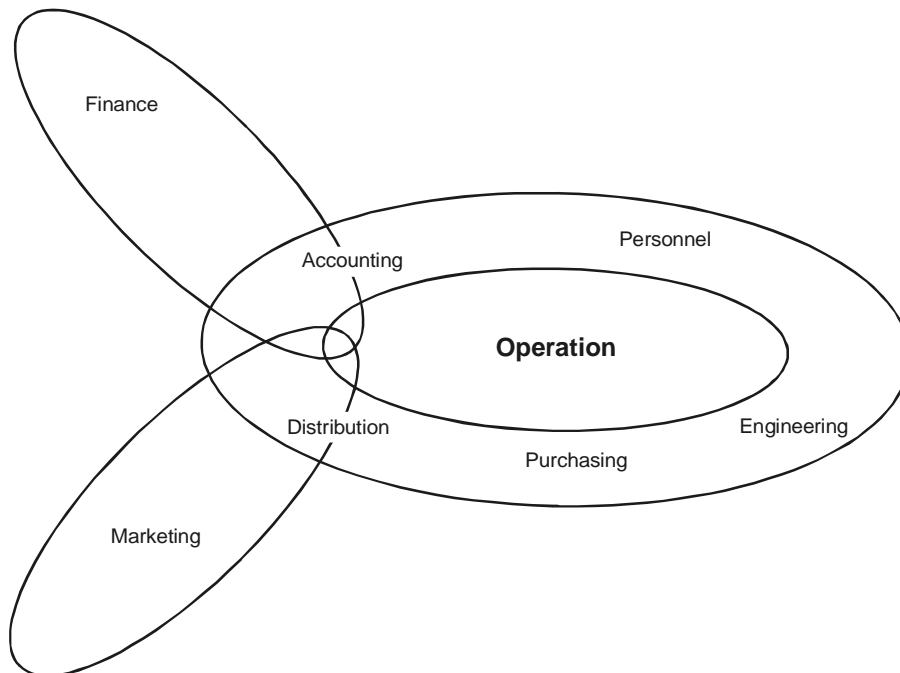 Finance
Personnel
Accounting
Operation
Distribution
Engineering
Purchasing
Marketing